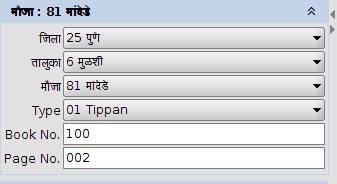 मौजा : 81 मांदेडे
जिला 25 पुणे
तालुका 6 मुळशी
मौजा 81 मांदेडे
Type 01 Tippan
Book No. 100
Page No. 002